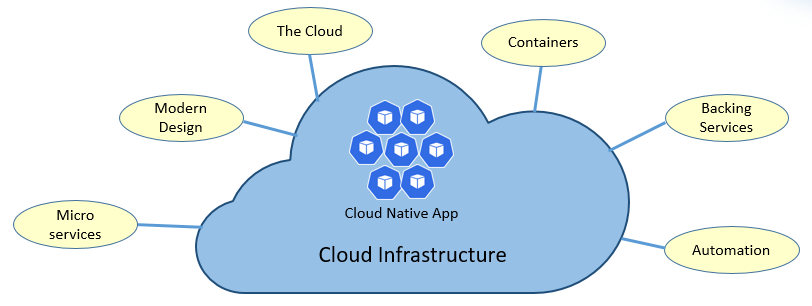 The Cloud
Containers
Modern
Design
Backing
Services
Micro
services
Cloud Native App
Automation
Cloud Infrastructure